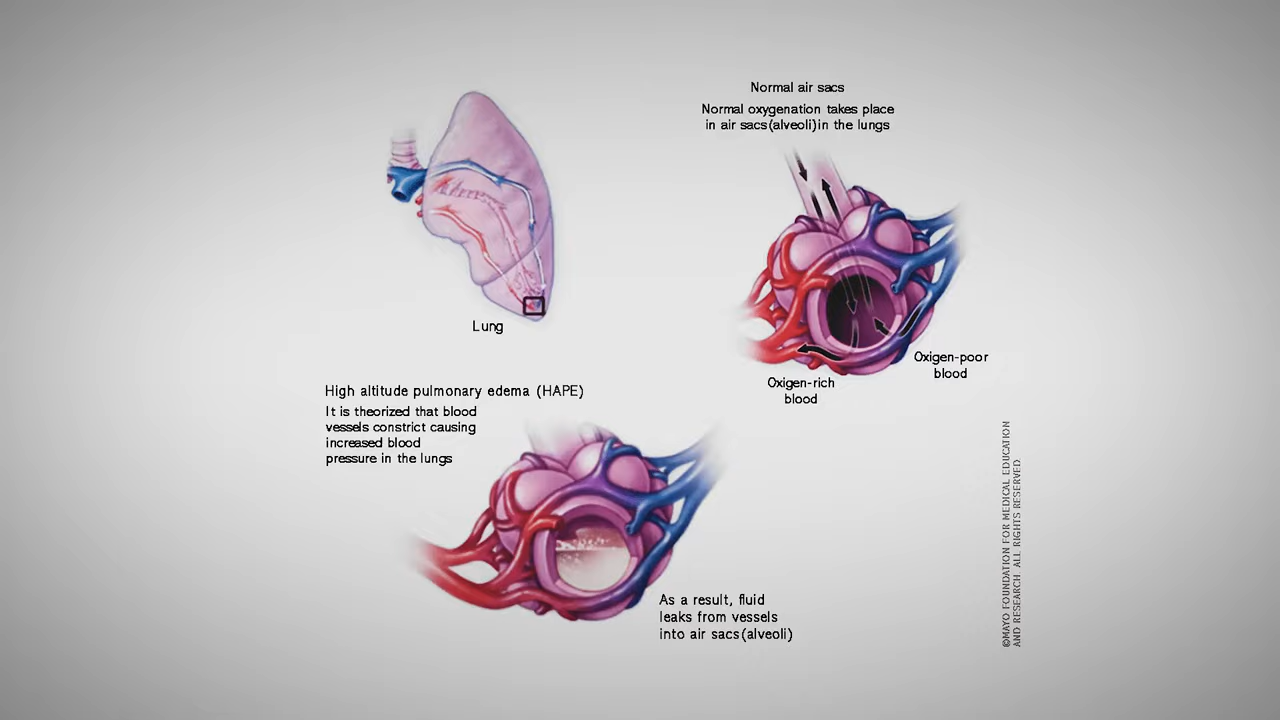 Normal air sacs
Normal oxygenation takes place
in air sacs(alveoli)in the lungs
Lung
Oxigen-poor
blood
Oxigen-rich
blood
High altitude pulmonary edema (HAPE)
It is theorized that blood
vessels constrict causing
increased blood
pressure in the lungs
As a result, fluid
leaks from vessels
into air sacs(alveoli)
©MAYO FOUNDATION FOR MEDICAL EDUCATION
AND RESEARCH. ALL RIGHTS RESERVED.